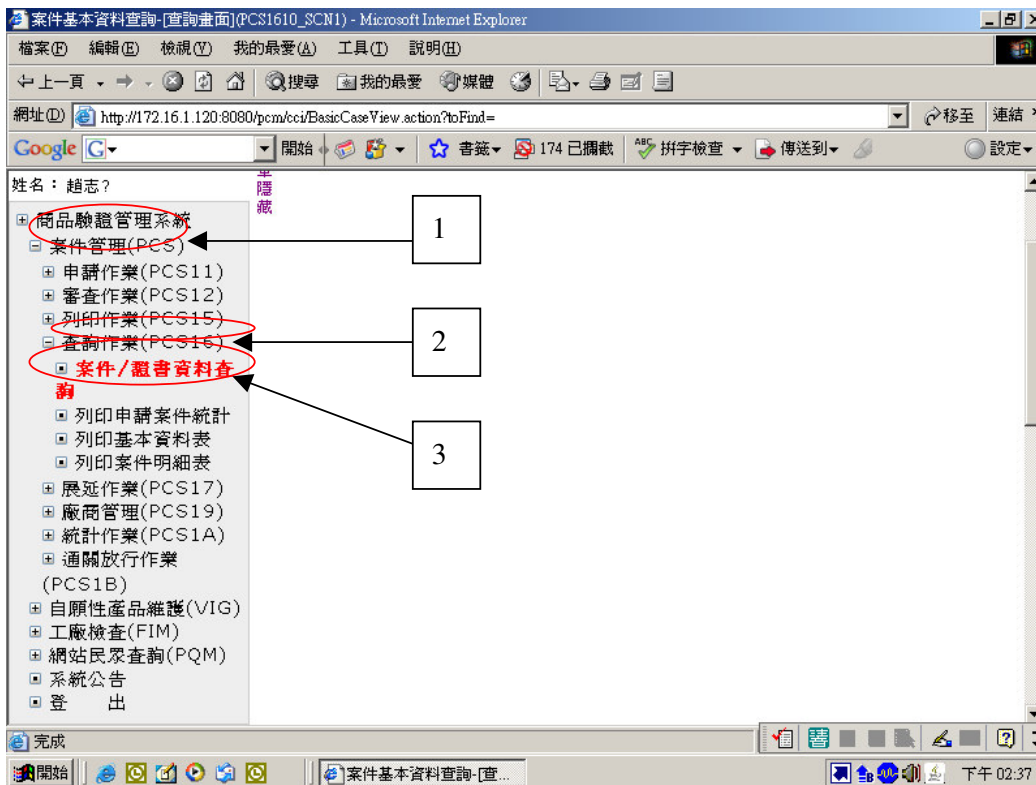 案件基本資料查詢-[查詢畫面](PCS1610_SCN1) - Microsoft Internet Explorer
檔案(F) 編輯(E) 檢視(V) 我的最愛(A) 工具(T) 說明(H)
上一頁 搜尋 我的最愛 媒體
網址(D) http://172.16.1.120:8080/pcm/cci/BasicCaseView.action?toFind= 移至 連結
Google G 開始 書籤 174 已攔截 ABC 拼字檢查 傳送到 設定
姓名：趙志?
隱
藏
商品驗證管理系統
案件管理(PCS)
申請作業(PCS11)
審查作業(PCS12)
列印作業(PCS15)
查詢作業(PCS16)
案件/證書資料查
詢
列印申請案件統計
列印基本資料表
列印案件明細表
展延作業(PCS17)
廠商管理(PCS19)
統計作業(PCS1A)
通關放行作業
(PCS1B)
自願性產品維護(VIG)
工廠檢查(FIM)
網站民眾查詢(PQM)
系統公告
登 出
1
2
3
完成
開始 案件基本資料查詢-[查... 下午 02:37